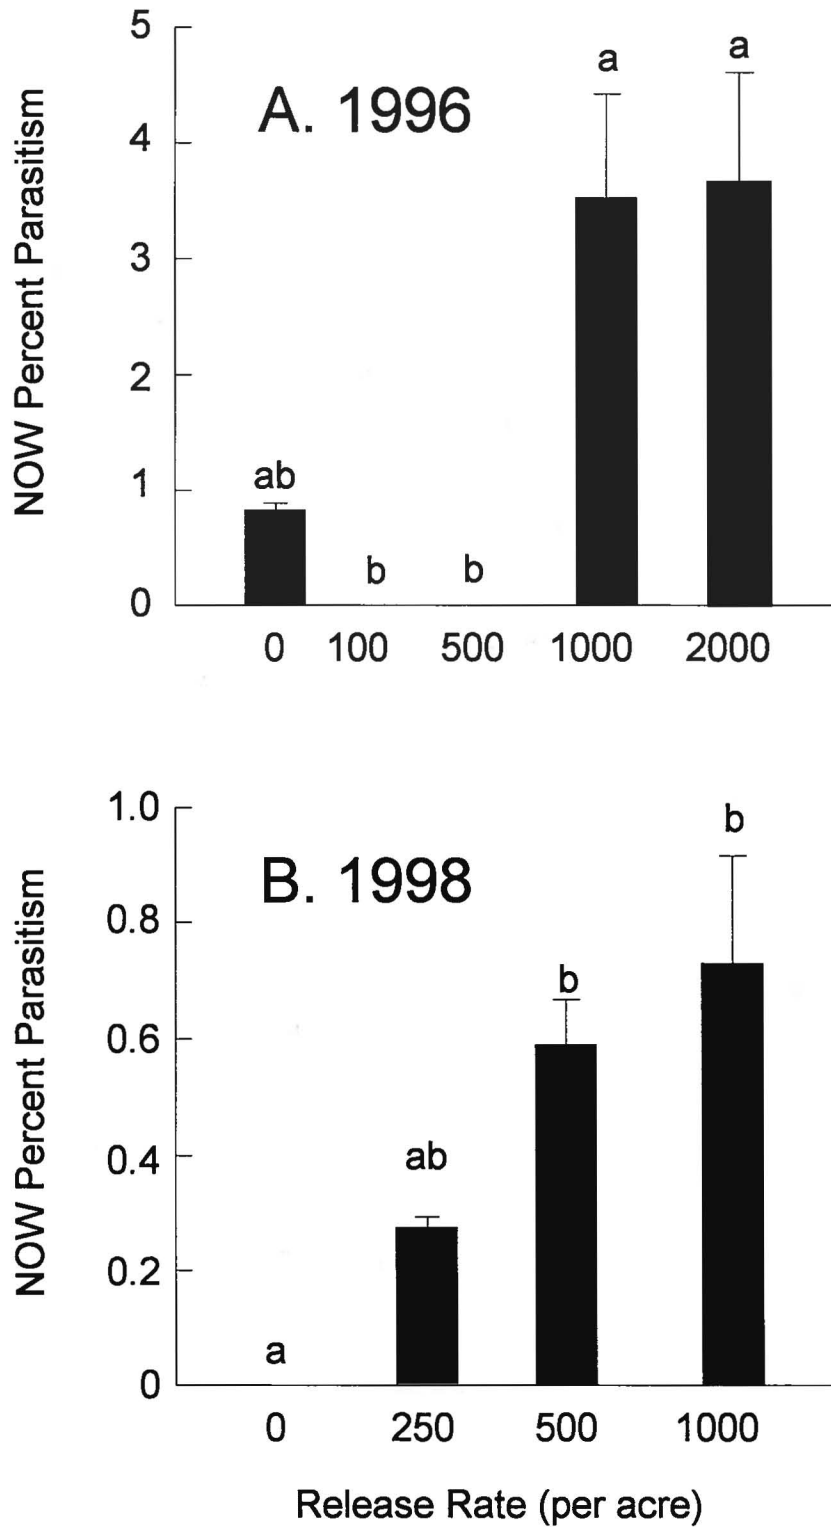 NOW Percent Parasitism
5
4
3
2
1
0
A. 1996
ab
b
b
a
a
0 100 500 1000 2000
NOW Percent Parasitism
1.0
0.8
0.6
0.4
0.2
0
B. 1998
a
ab
b
b
0 250 500 1000
Release Rate (per acre)